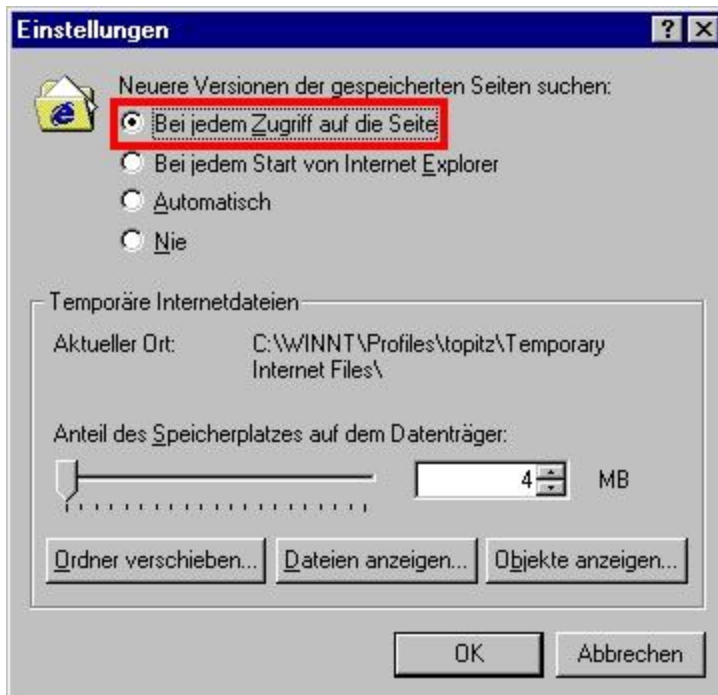 Einstellungen
Neuere Versionen der gespeicherten Seiten suchen:
Bei jedem Zugriff auf die Seite
Bei jedem Start von Internet Explorer
Automatisch
Nie
Temporäre Internetdateien
Aktueller Ort: C:\WINNT\Profiles\topitz\Temporary
Internet Files\
Anteil des Speicherplatzes auf dem Datenträger:
4 MB
Ordner verschieben... Dateien anzeigen... Objekte anzeigen...
OK Abbrechen